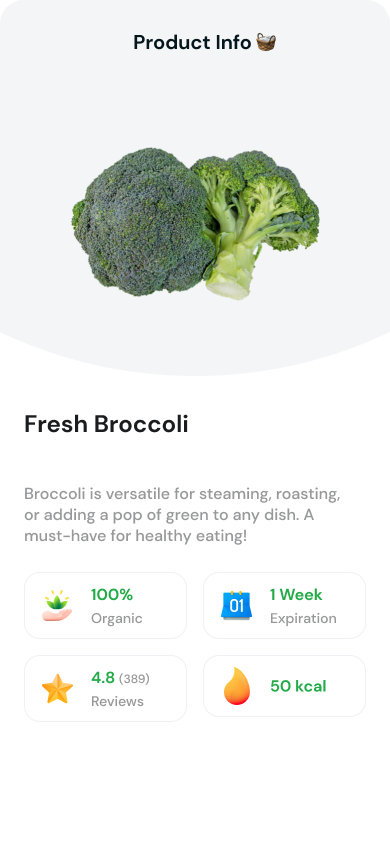 Product Info
Fresh Broccoli
Broccoli is versatile for steaming, roasting,
or adding a pop of green to any dish. A
must-have for healthy eating!
100%
Organic
01
1 Week
Expiration
4.8 (389)
Reviews
50 kcal